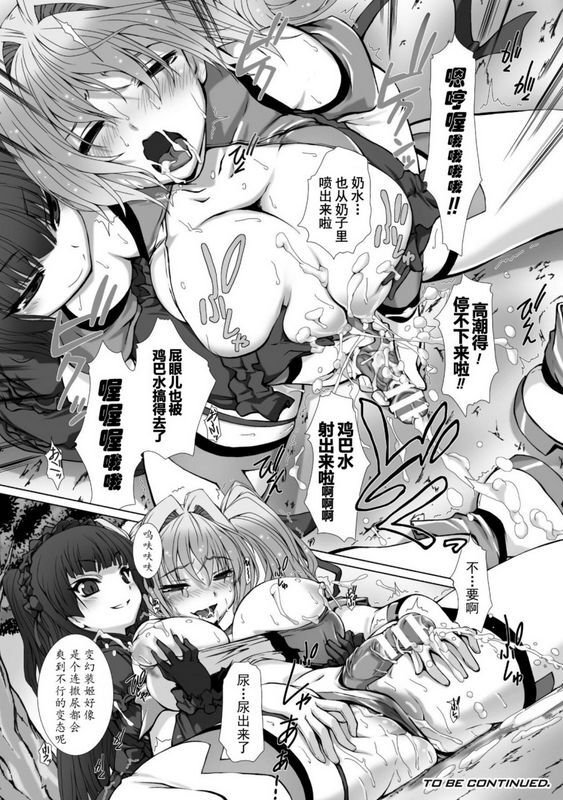 嗯哼喔哦哦哦哦!!
奶水…
也从奶子里
喷出来啦
高潮得!
停不下来啦!!
屁眼儿也被
鸡巴水搞得去了
喔喔喔哦哦
鸡巴水
射出来啦啊啊啊
呜呋呋呋
不…要啊
尿…尿出来了
变幻装姬好像
是个连撒尿都会
爽到不行的变态呢
TO BE CONTINUED.